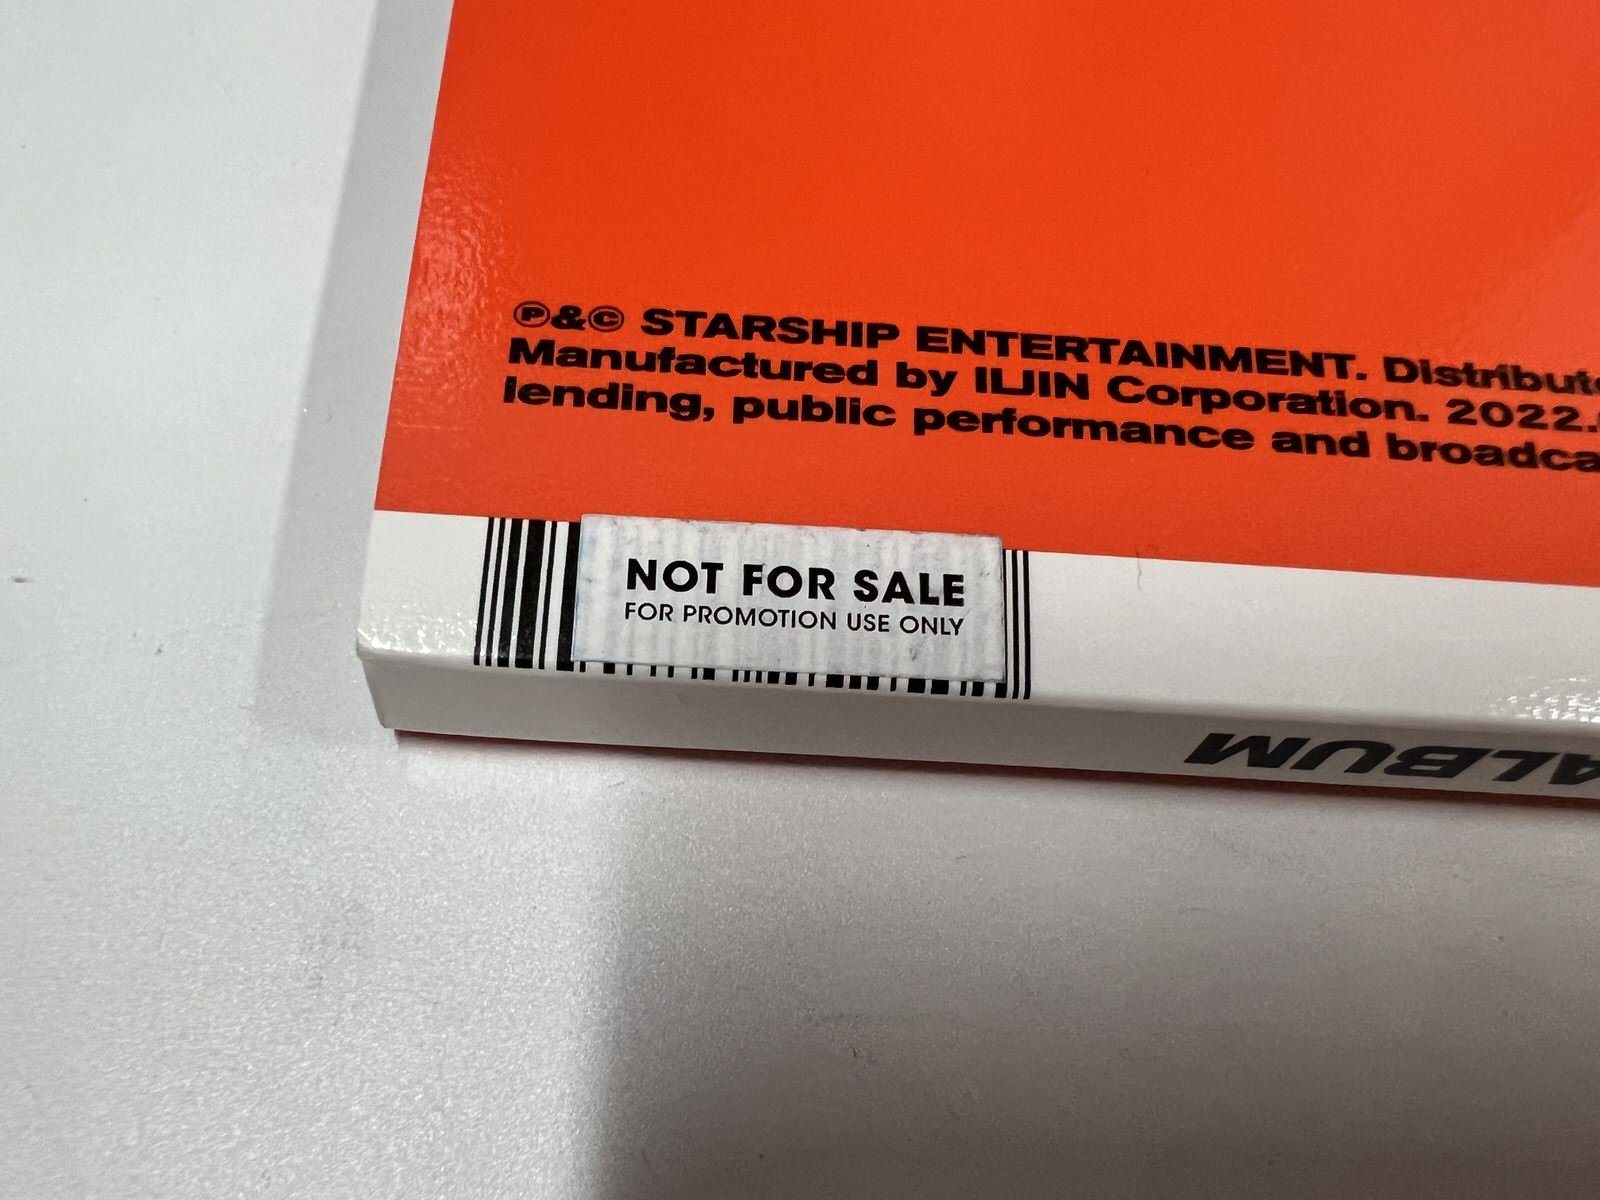 Ⓟ&© STARSHIP ENTERTAINMENT.
Manufactured by ILJIN Corporation. 2022.
lending, public performance and
NOT FOR SALE
FOR PROMOTION USE ONLY
ALBUM